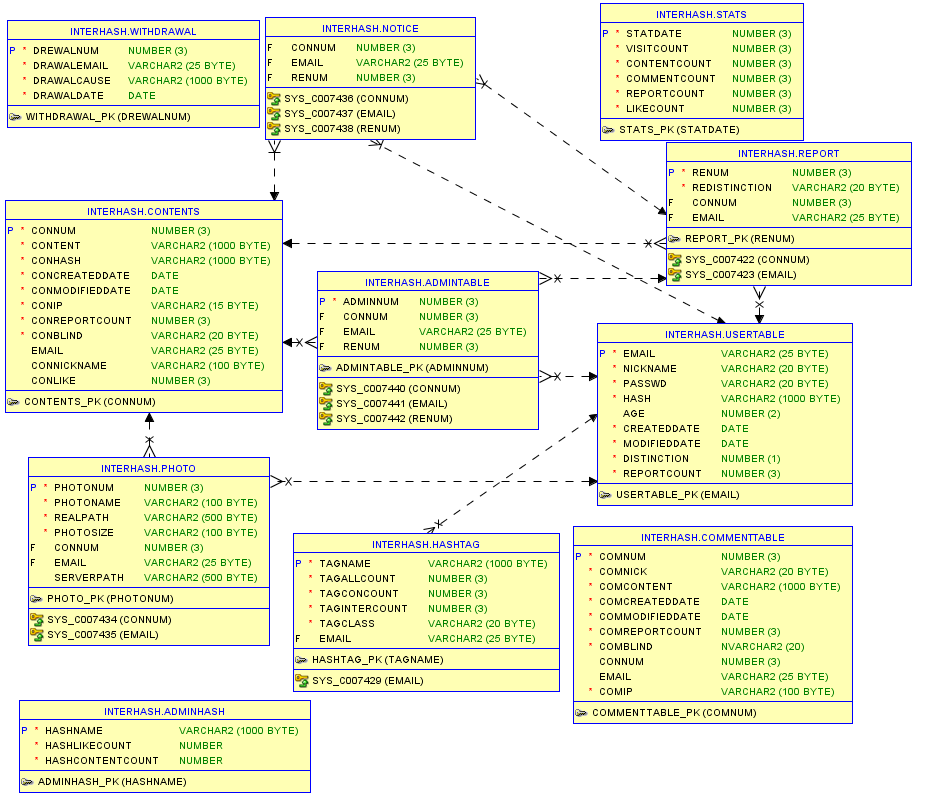 INTERHASH.WITHDRAWAL
P * DREWALNUM NUMBER (3)
* DRAWALEMAIL VARCHAR2 (25 BYTE)
* DRAWALCAUSE VARCHAR2 (1000 BYTE)
* DRAWALDATE DATE
WITHDRAWAL_PK (DREWALNUM)
INTERHASH.NOTICE
F CONNUM NUMBER (3)
F EMAIL VARCHAR2 (25 BYTE)
F RENUM NUMBER (3)
SYS_C007436 (CONNUM)
SYS_C007437 (EMAIL)
SYS_C007438 (RENUM)
INTERHASH.STATS
P * STATDATE NUMBER (3)
* VISITCOUNT NUMBER (3)
* CONTENTCOUNT NUMBER (3)
* COMMENTCOUNT NUMBER (3)
* REPORTCOUNT NUMBER (3)
* LIKECOUNT NUMBER (3)
STATS_PK (STATDATE)
INTERHASH.REPORT
P * RENUM NUMBER (3)
* REDISTINCTION VARCHAR2 (20 BYTE)
F CONNUM NUMBER (3)
F EMAIL VARCHAR2 (25 BYTE)
REPORT_PK (RENUM)
SYS_C007422 (CONNUM)
SYS_C007423 (EMAIL)
INTERHASH.CONTENTS
P * CONNUM NUMBER (3)
* CONTENT VARCHAR2 (1000 BYTE)
* CONHASH VARCHAR2 (1000 BYTE)
* CONCREATEDDATE DATE
* CONMODIFIEDDATE DATE
* CONIP VARCHAR2 (15 BYTE)
* CONREPORTCOUNT NUMBER (3)
* CONBLIND VARCHAR2 (20 BYTE)
EMAIL VARCHAR2 (25 BYTE)
CONNICKNAME VARCHAR2 (100 BYTE)
CONLIKE NUMBER (3)
CONTENTS_PK (CONNUM)
INTERHASH.ADMINTABLE
P * ADMINNUM NUMBER (3)
F CONNUM NUMBER (3)
F EMAIL VARCHAR2 (25 BYTE)
F RENUM NUMBER (3)
ADMINTABLE_PK (ADMINNUM)
SYS_C007440 (CONNUM)
SYS_C007441 (EMAIL)
SYS_C007442 (RENUM)
INTERHASH.USERTABLE
P * EMAIL VARCHAR2 (25 BYTE)
* NICKNAME VARCHAR2 (20 BYTE)
* PASSWD VARCHAR2 (20 BYTE)
* HASH VARCHAR2 (1000 BYTE)
AGE NUMBER (2)
* CREATEDDATE DATE
* MODIFIEDDATE DATE
* DISTINCTION NUMBER (1)
* REPORTCOUNT NUMBER (3)
USERTABLE_PK (EMAIL)
INTERHASH.PHOTO
P * PHOTONUM NUMBER (3)
* PHOTONAME VARCHAR2 (100 BYTE)
* REALPATH VARCHAR2 (500 BYTE)
* PHOTOSIZE VARCHAR2 (100 BYTE)
F CONNUM NUMBER (3)
F EMAIL VARCHAR2 (25 BYTE)
SERVERPATH VARCHAR2 (500 BYTE)
PHOTO_PK (PHOTONUM)
SYS_C007434 (CONNUM)
SYS_C007435 (EMAIL)
INTERHASH.HASHTAG
P * TAGNAME VARCHAR2 (1000 BYTE)
* TAGALLCOUNT NUMBER (3)
* TAGCONCOUNT NUMBER (3)
* TAGINTERCOUNT NUMBER (3)
* TAGCLASS VARCHAR2 (20 BYTE)
F EMAIL VARCHAR2 (25 BYTE)
HASHTAG_PK (TAGNAME)
SYS_C007429 (EMAIL)
INTERHASH.COMMENTTABLE
P * COMNUM NUMBER (3)
* COMNICK VARCHAR2 (20 BYTE)
* COMCONTENT VARCHAR2 (1000 BYTE)
* COMCREATEDDATE DATE
* COMMODIFIEDDATE DATE
* COMREPORTCOUNT NUMBER (3)
* COMBLIND NVARCHAR2 (20)
CONNUM NUMBER (3)
EMAIL VARCHAR2 (25 BYTE)
* COMIP VARCHAR2 (100 BYTE)
COMMENTTABLE_PK (COMNUM)
INTERHASH.ADMINHASH
P * HASHNAME VARCHAR2 (1000 BYTE)
* HASHLIKECOUNT NUMBER
* HASHCONTENTCOUNT NUMBER
ADMINHASH_PK (HASHNAME)